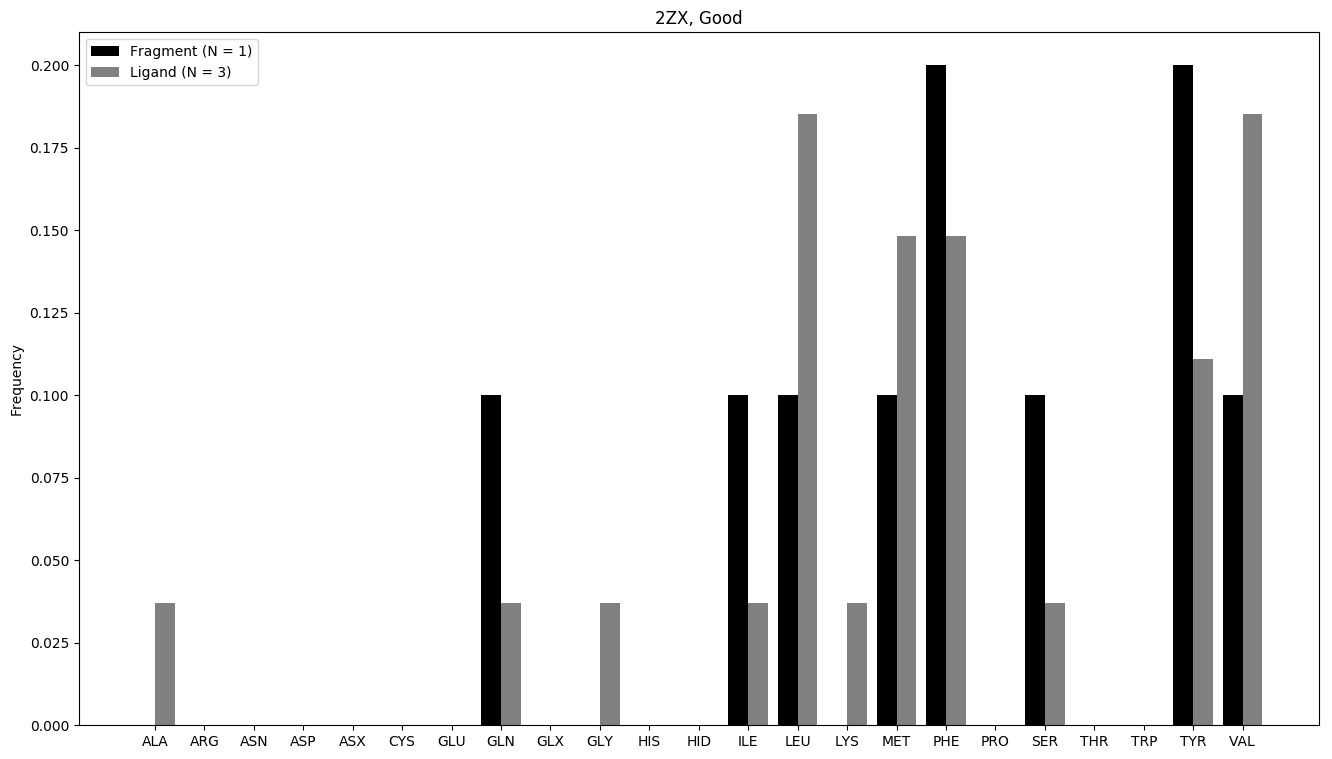 2ZX, Good
Fragment (N = 1)
Ligand (N = 3)
Frequency
0.200
0.175
0.150
0.125
0.100
0.075
0.050
0.025
0.000
ALA ARG ASN ASP ASX CYS GLU GLN GLX GLY HIS HID ILE LEU LYS MET PHE PRO SER THR TRP TYR VAL